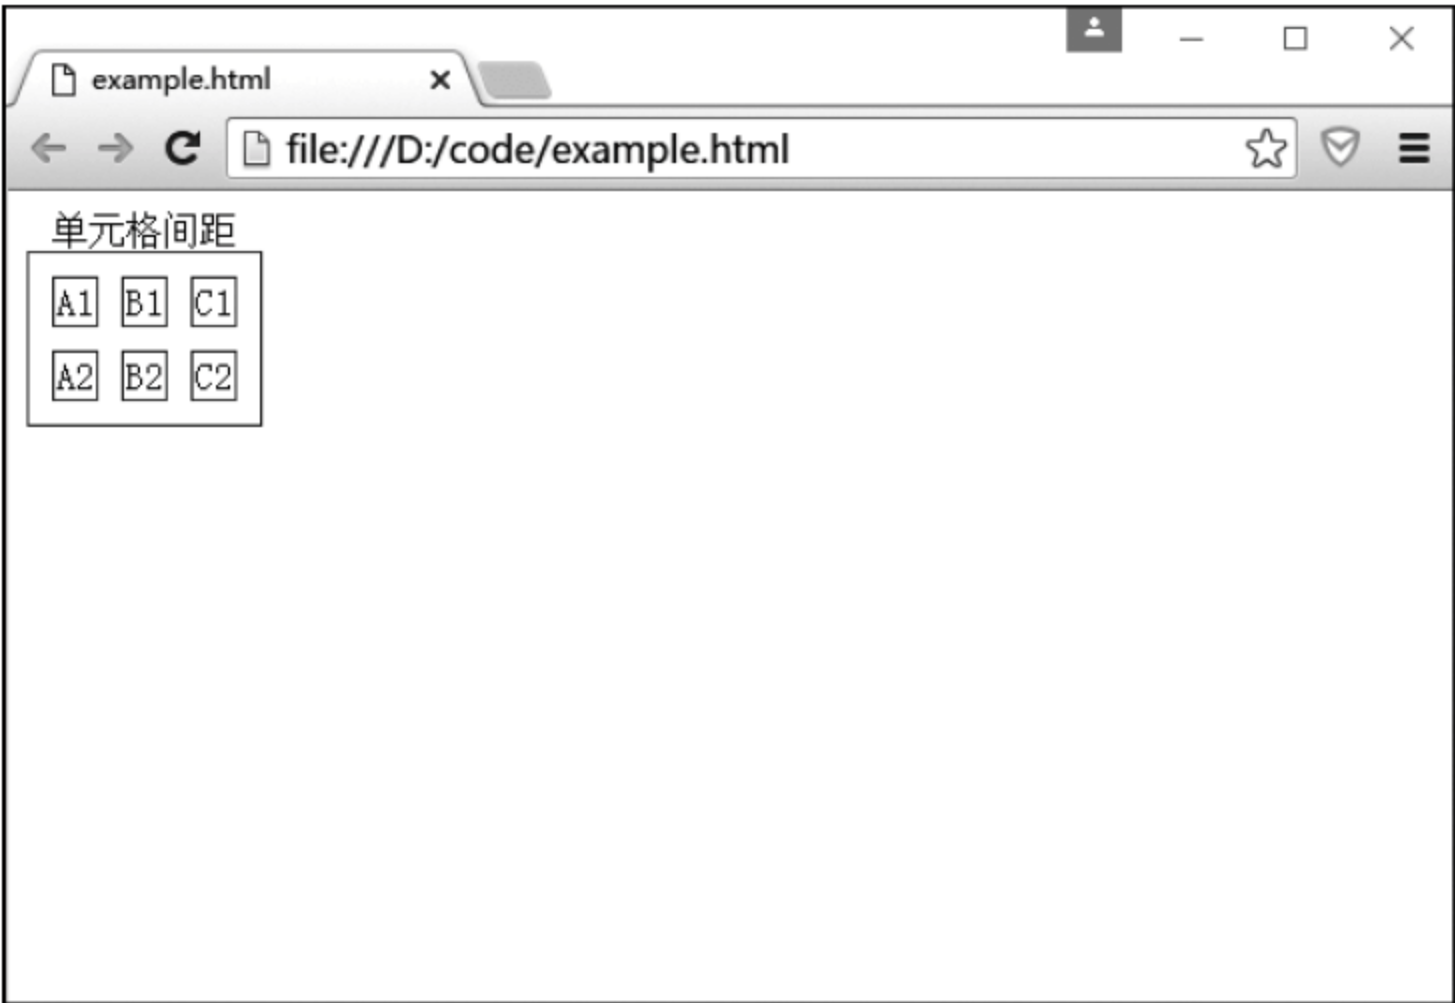 example.html
file:///D:/code/example.html
单元格间距
A1 B1 C1
A2 B2 C2